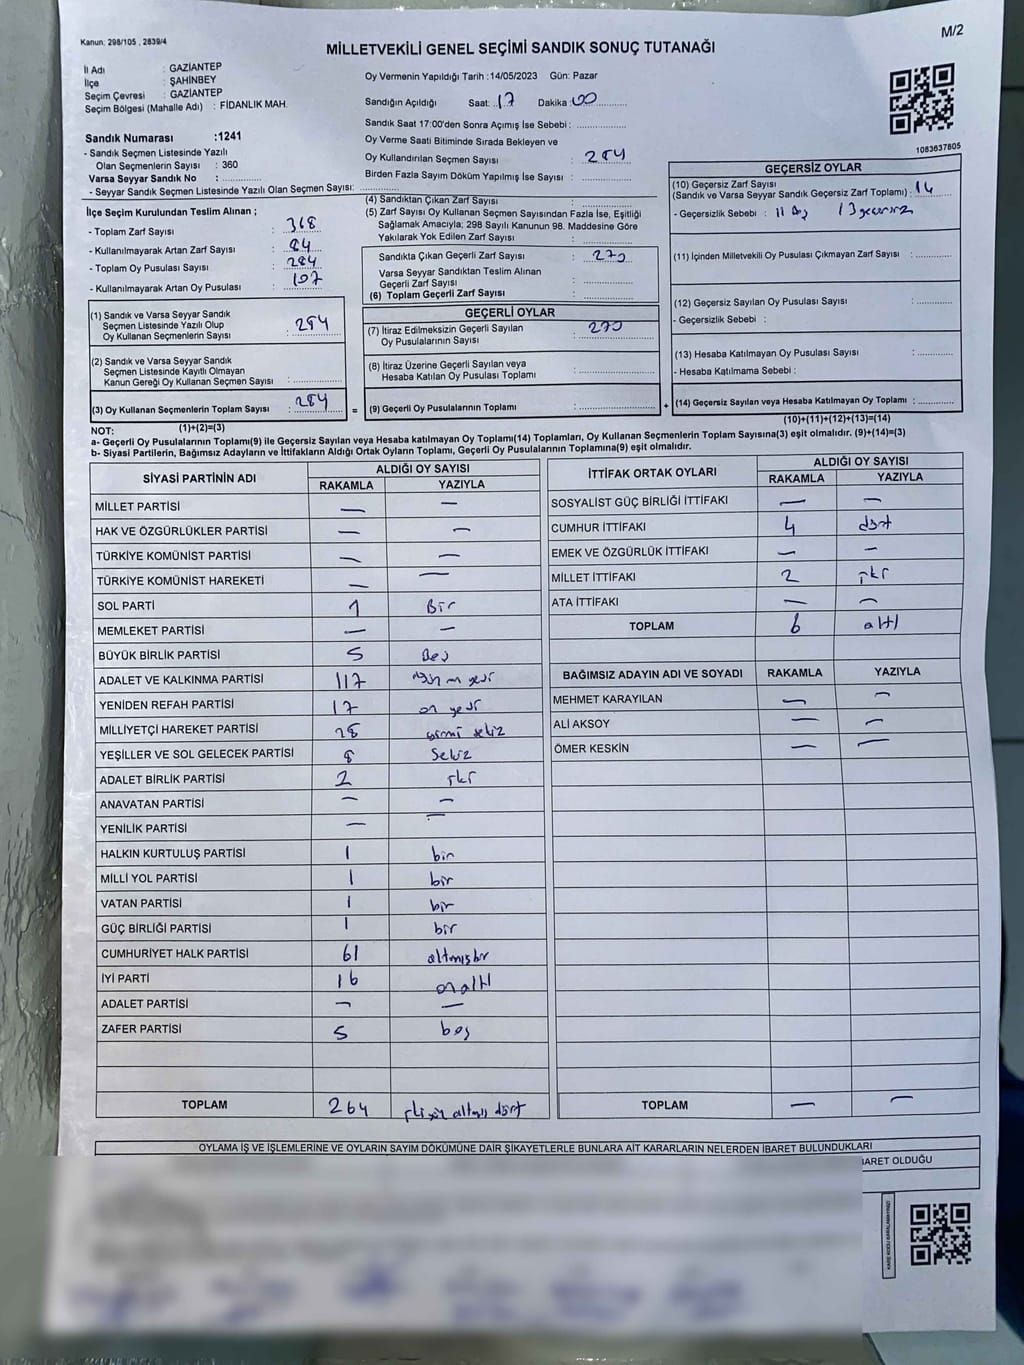 Kanun: 298/105 , 2839/4
M/2
MİLLETVEKİLİ GENEL SEÇİMİ SANDIK SONUÇ TUTANAĞI
İl Adı : GAZİANTEP
İlçe : ŞAHİNBEY
Seçim Çevresi : GAZİANTEP
Seçim Bölgesi (Mahalle Adı) : FİDANLIK MAH.
Sandık Numarası :1241
- Sandık Seçmen Listesinde Yazılı
Olan Seçmenlerin Sayısı : 360
Varsa Seyyar Sandık No :
- Seyyar Sandık Seçmen Listesinde Yazılı Olan Seçmen Sayısı:
Oy Vermenin Yapıldığı Tarih :14/05/2023 Gün: Pazar
Sandığın Açıldığı Saat: 17 Dakika: 00
Sandık Saat 17:00'den Sonra Açımış İse Sebebi :
Oy Verme Saati Bitiminde Sırada Bekleyen ve
Oy Kullandırılan Seçmen Sayısı : 284
Birden Fazla Sayım Döküm Yapılmış İse Sayısı :
1083637805
İlçe Seçim Kurulundan Teslim Alınan ;
- Toplam Zarf Sayısı : 368
- Kullanılmayarak Artan Zarf Sayısı : 84
- Toplam Oy Pusulası Sayısı : 284
- Kullanılmayarak Artan Oy Pusulası : 107
(1) Sandık ve Varsa Seyyar Sandık
Seçmen Listesinde Yazılı Olup
Oy Kullanan Seçmenlerin Sayısı : 284
(2) Sandık ve Varsa Seyyar Sandık
Seçmen Listesinde Kayıtlı Olmayan
Kanun Gereği Oy Kullanan Seçmen Sayısı :
(3) Oy Kullanan Seçmenlerin Toplam Sayısı : 284
(4) Sandıktan Çıkan Zarf Sayısı :
(5) Zarf Sayısı Oy Kullanan Seçmen Sayısından Fazla İse, Eşitliği
Sağlamak Amacıyla; 298 Sayılı Kanunun 98. Maddesine Göre
Yakılarak Yok Edilen Zarf Sayısı :
Sandıkta Çıkan Geçerli Zarf Sayısı : 270
Varsa Seyyar Sandıktan Teslim Alınan
Geçerli Zarf Sayısı :
(6) Toplam Geçerli Zarf Sayısı :
GEÇERLİ OYLAR
(7) İtiraz Edilmeksizin Geçerli Sayılan
Oy Pusulalarının Sayısı : 270
(8) İtiraz Üzerine Geçerli Sayılan veya
Hesaba Katılan Oy Pusulası Toplamı :
= (9) Geçerli Oy Pusulalarının Toplamı :
GEÇERSİZ OYLAR
(10) Geçersiz Zarf Sayısı
(Sandık ve Varsa Seyyar Sandık Geçersiz Zarf Toplamı) : 14
- Geçersizlik Sebebi :
(11) İçinden Milletvekili Oy Pusulası Çıkmayan Zarf Sayısı :
(12) Geçersiz Sayılan Oy Pusulası Sayısı :
- Geçersizlik Sebebi :
(13) Hesaba Katılmayan Oy Pusulası Sayısı :
- Hesaba Katılmama Sebebi :
+ (14) Geçersiz Sayılan veya Hesaba Katılmayan Oy Toplamı :
NOT: (1)+(2)=(3)
(10)+(11)+(12)+(13)=(14)
a- Geçerli Oy Pusulalarının Toplamı(9) ile Geçersiz Sayılan veya Hesaba katılmayan Oy Toplamı(14) Toplamları, Oy Kullanan Seçmenlerin Toplam Sayısına(3) eşit olmalıdır. (9)+(14)=(3)
b- Siyasi Partilerin, Bağımsız Adayların ve İttifakların Aldığı Ortak Oyların Toplamı, Geçerli Oy Pusulalarının Toplamına(9) eşit olmalıdır.
SİYASİ PARTİNİN ADI
ALDIĞI OY SAYISI
RAKAMLA YAZIYLA
MİLLET PARTİSİ — —
HAK VE ÖZGÜRLÜKLER PARTİSİ — —
TÜRKİYE KOMÜNİST PARTİSİ — —
TÜRKİYE KOMÜNİST HAREKETİ — —
SOL PARTİ 1 Bir
MEMLEKET PARTİSİ — —
BÜYÜK BİRLİK PARTİSİ 5 Beş
ADALET VE KALKINMA PARTİSİ 117
YENİDEN REFAH PARTİSİ 17 on yedi
MİLLİYETÇİ HAREKET PARTİSİ 28 yirmi sekiz
YEŞİLLER VE SOL GELECEK PARTİSİ 8 Sekiz
ADALET BİRLİK PARTİSİ 2 iki
ANAVATAN PARTİSİ — —
YENİLİK PARTİSİ — —
HALKIN KURTULUŞ PARTİSİ 1 bir
MİLLİ YOL PARTİSİ 1 bir
VATAN PARTİSİ 1 bir
GÜÇ BİRLİĞİ PARTİSİ 1 bir
CUMHURİYET HALK PARTİSİ 61 altmışbir
İYİ PARTİ 16 onaltı
ADALET PARTİSİ — —
ZAFER PARTİSİ 5 beş
TOPLAM 264 ikiyüz altmış dört
İTTİFAK ORTAK OYLARI
ALDIĞI OY SAYISI
RAKAMLA YAZIYLA
SOSYALİST GÜÇ BİRLİĞİ İTTİFAKI — —
CUMHUR İTTİFAKI 4 dört
EMEK VE ÖZGÜRLÜK İTTİFAKI — —
MİLLET İTTİFAKI 2 iki
ATA İTTİFAKI — —
TOPLAM 6 altı
BAĞIMSIZ ADAYIN ADI VE SOYADI RAKAMLA YAZIYLA
MEHMET KARAYILAN — —
ALİ AKSOY — —
ÖMER KESKİN — —
TOPLAM — —
OYLAMA İŞ VE İŞLEMLERİNE VE OYLARIN SAYIM DÖKÜMÜNE DAİR ŞİKAYETLERLE BUNLARA AİT KARARLARIN NELERDEN İBARET BULUNDUKLARI
BARET OLDUĞU